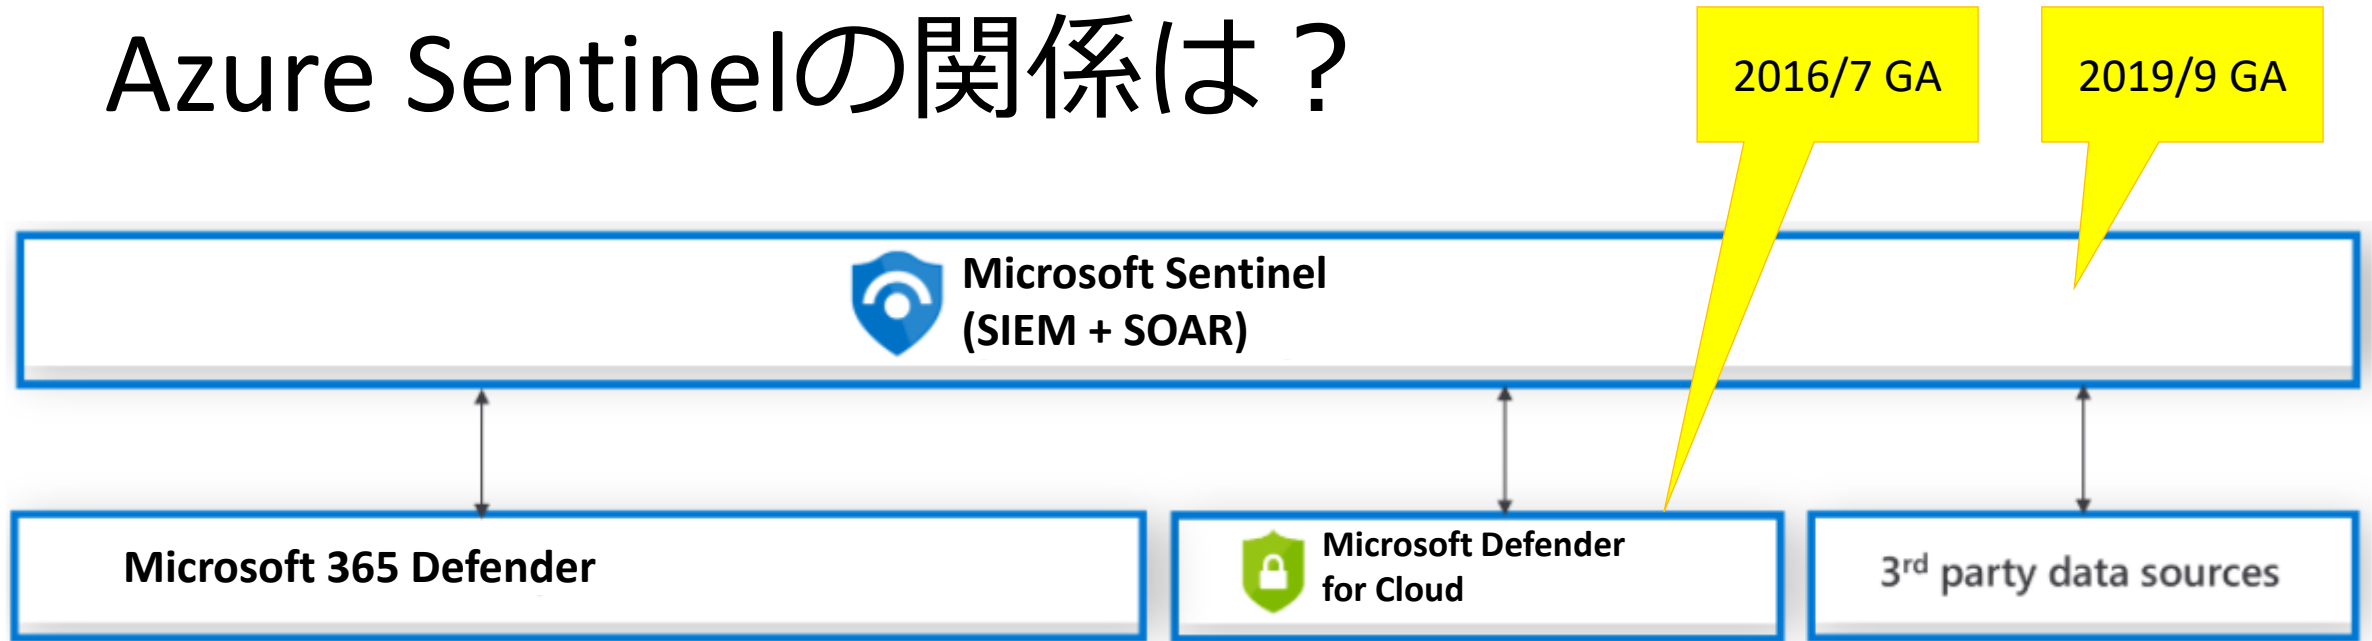 Azure Sentinelの関係は？
2016/7 GA
2019/9 GA
Microsoft Sentinel
(SIEM + SOAR)
Microsoft 365 Defender
Microsoft Defender
for Cloud
3rd party data sources